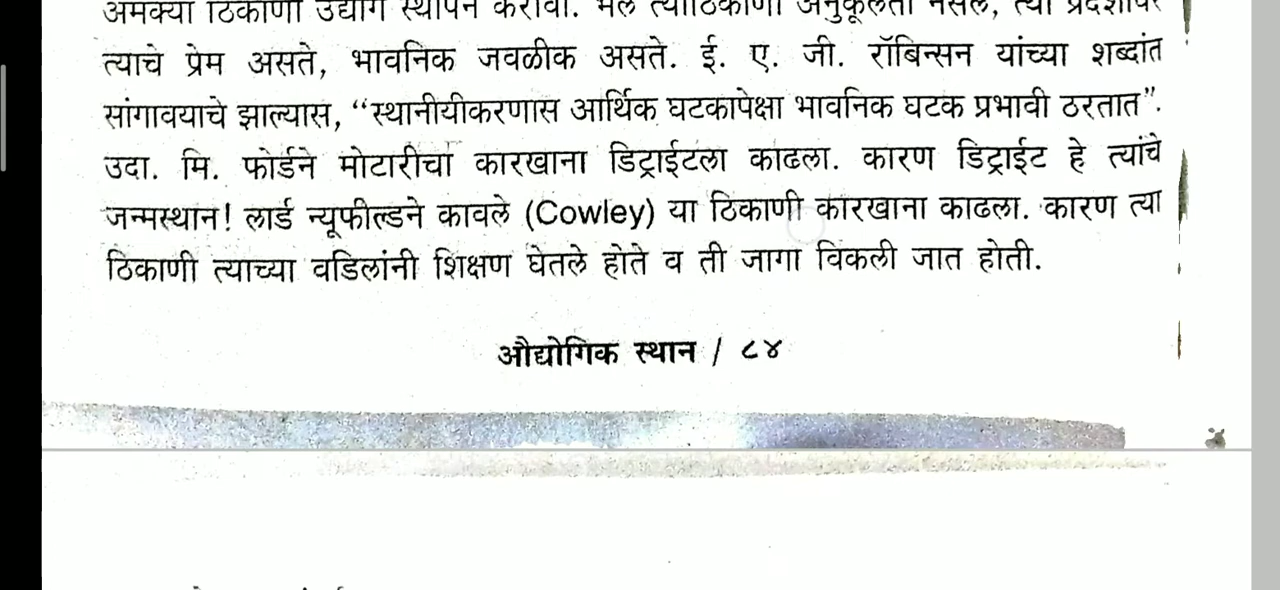 अमक्या ठिकाणी उद्योग स्थापन करावा. भले त्याठिकाणी अनुकूलता नसेल, त्या प्रदेशावर
त्याचे प्रेम असते, भावनिक जवळीक असते. ई. ए. जी. रॉबिन्सन यांच्या शब्दांत
सांगावयाचे झाल्यास, “स्थानीयीकरणास आर्थिक घटकापेक्षा भावनिक घटक प्रभावी ठरतात”.
उदा. मि. फोर्डने मोटारीचा कारखाना डिट्राईटला काढला. कारण डिट्राईट हे त्यांचे
जन्मस्थान! लार्ड न्यूफील्डने कावले (Cowley) या ठिकाणी कारखाना काढला. कारण त्या
ठिकाणी त्याच्या वडिलांनी शिक्षण घेतले होते व ती जागा विकली जात होती.
औद्योगिक स्थान / ८४